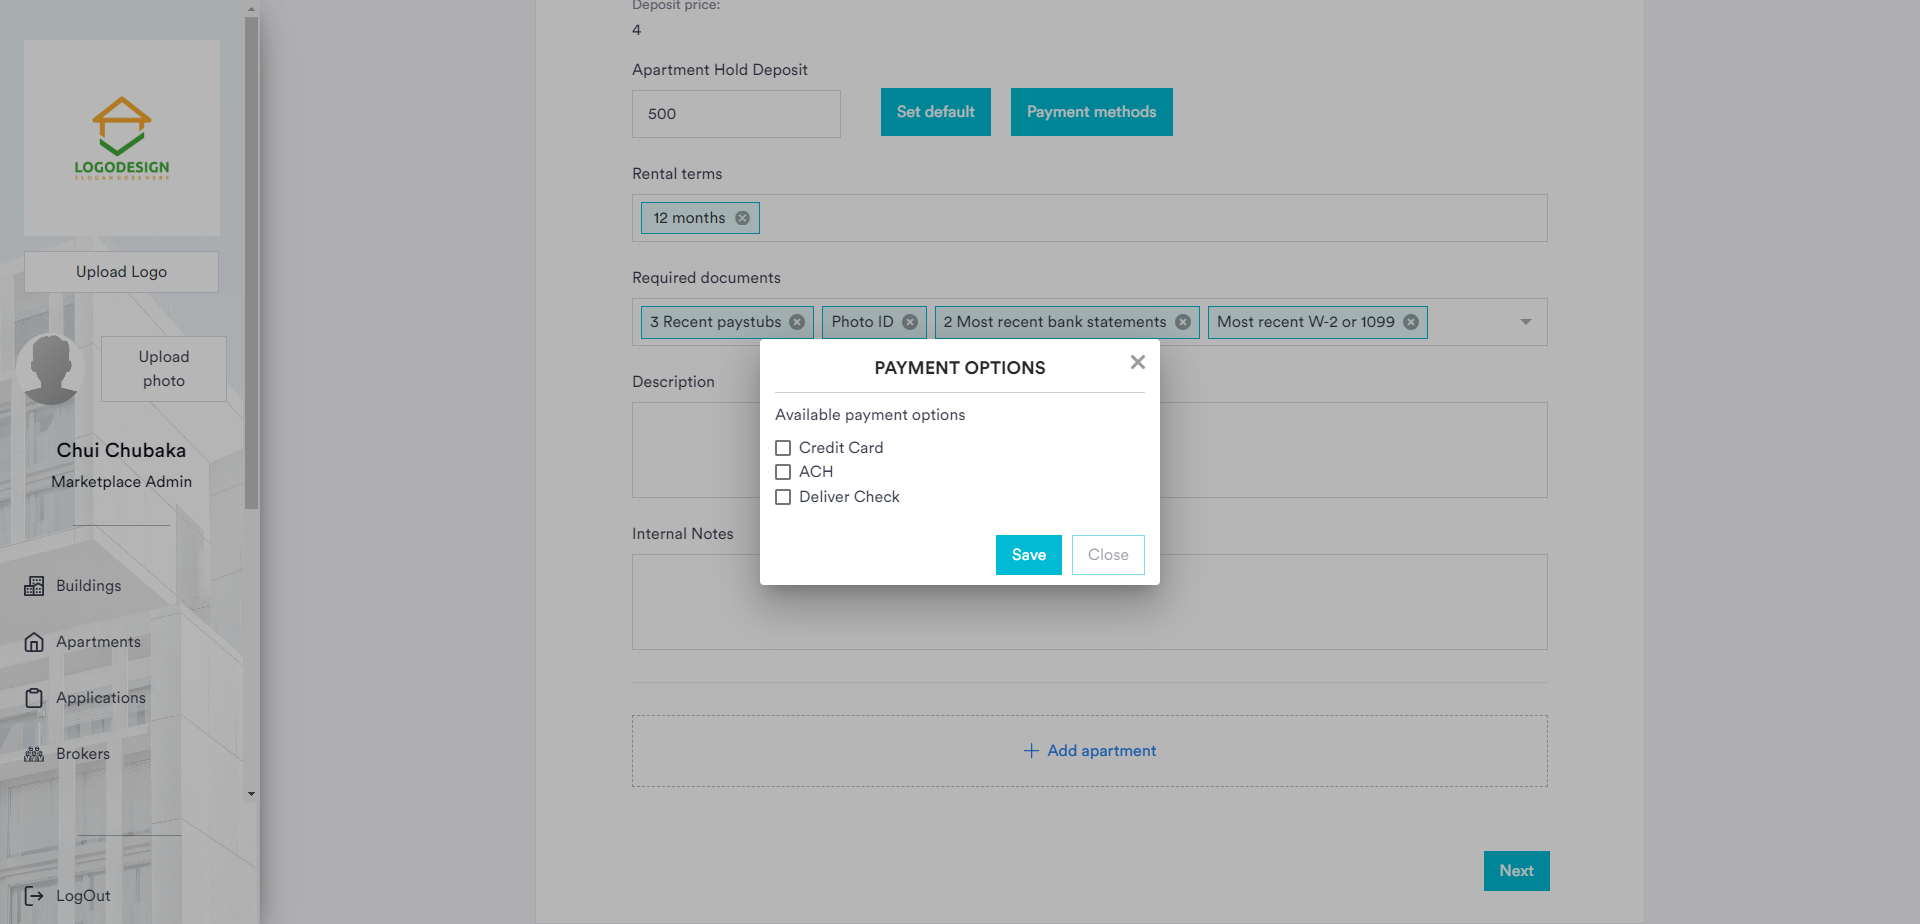 LOGODESIGN
SLOGAN GOES HERE
Upload Logo
Upload
photo
Chui Chubaka
Marketplace Admin
Buildings
Apartments
Applications
Brokers
LogOut
Deposit price:
4
Apartment Hold Deposit
500
Set default
Payment methods
Rental terms
12 months
Required documents
3 Recent paystubs
Photo ID
2 Most recent bank statements
Most recent W-2 or 1099
Description
Internal Notes
PAYMENT OPTIONS
Available payment options
Credit Card
ACH
Deliver Check
Save
Close
Add apartment
Next